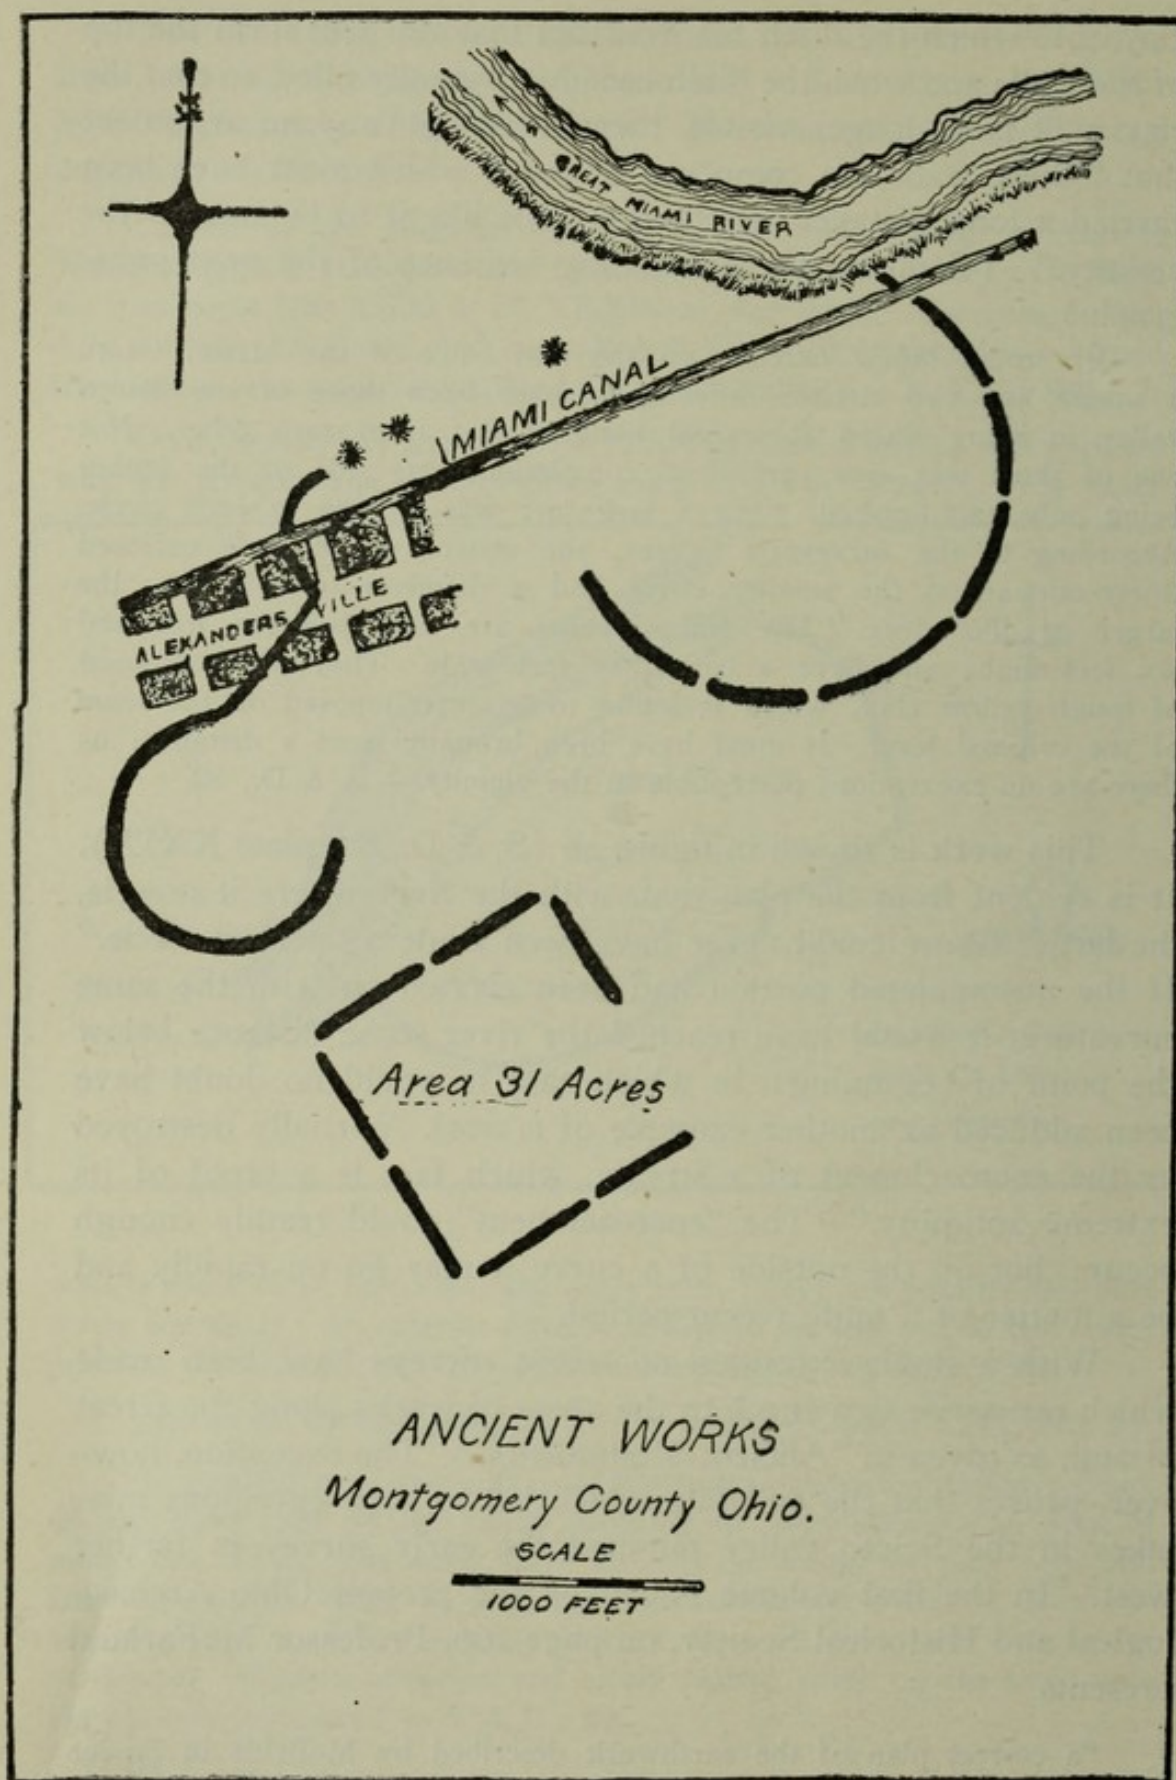 N
GREAT MIAMI RIVER
MIAMI CANAL
ALEXANDERSVILLE
Area 31 Acres
ANCIENT WORKS
Montgomery County Ohio.
SCALE
1000 FEET